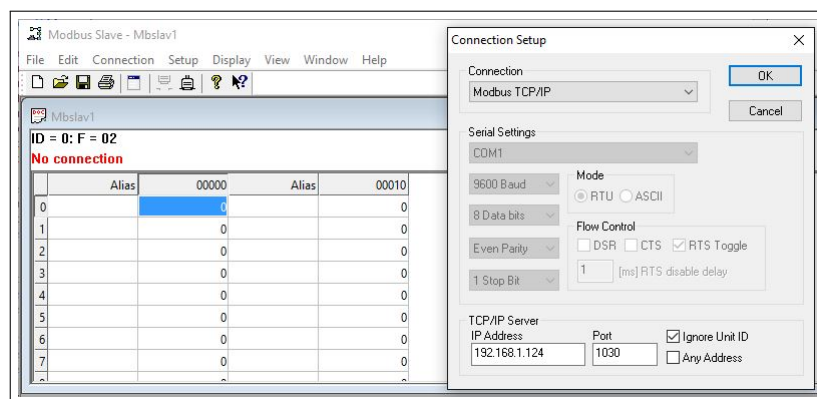 Modbus Slave - Mbslav1
File Edit Connection Setup Display View Window Help
Mbslav1
ID = 0: F = 02
No connection
Alias 00000 Alias 00010
0 0 0
1 0 0
2 0 0
3 0 0
4 0 0
5 0 0
6 0 0
7 0 0
Connection Setup
Connection
Modbus TCP/IP
OK
Cancel
Serial Settings
COM1
9600 Baud
8 Data bits
Even Parity
1 Stop Bit
Mode
RTU ASCII
Flow Control
DSR CTS RTS Toggle
1 [ms] RTS disable delay
TCP/IP Server
IP Address Port Ignore Unit ID
192.168.1.124 1030 Any Address